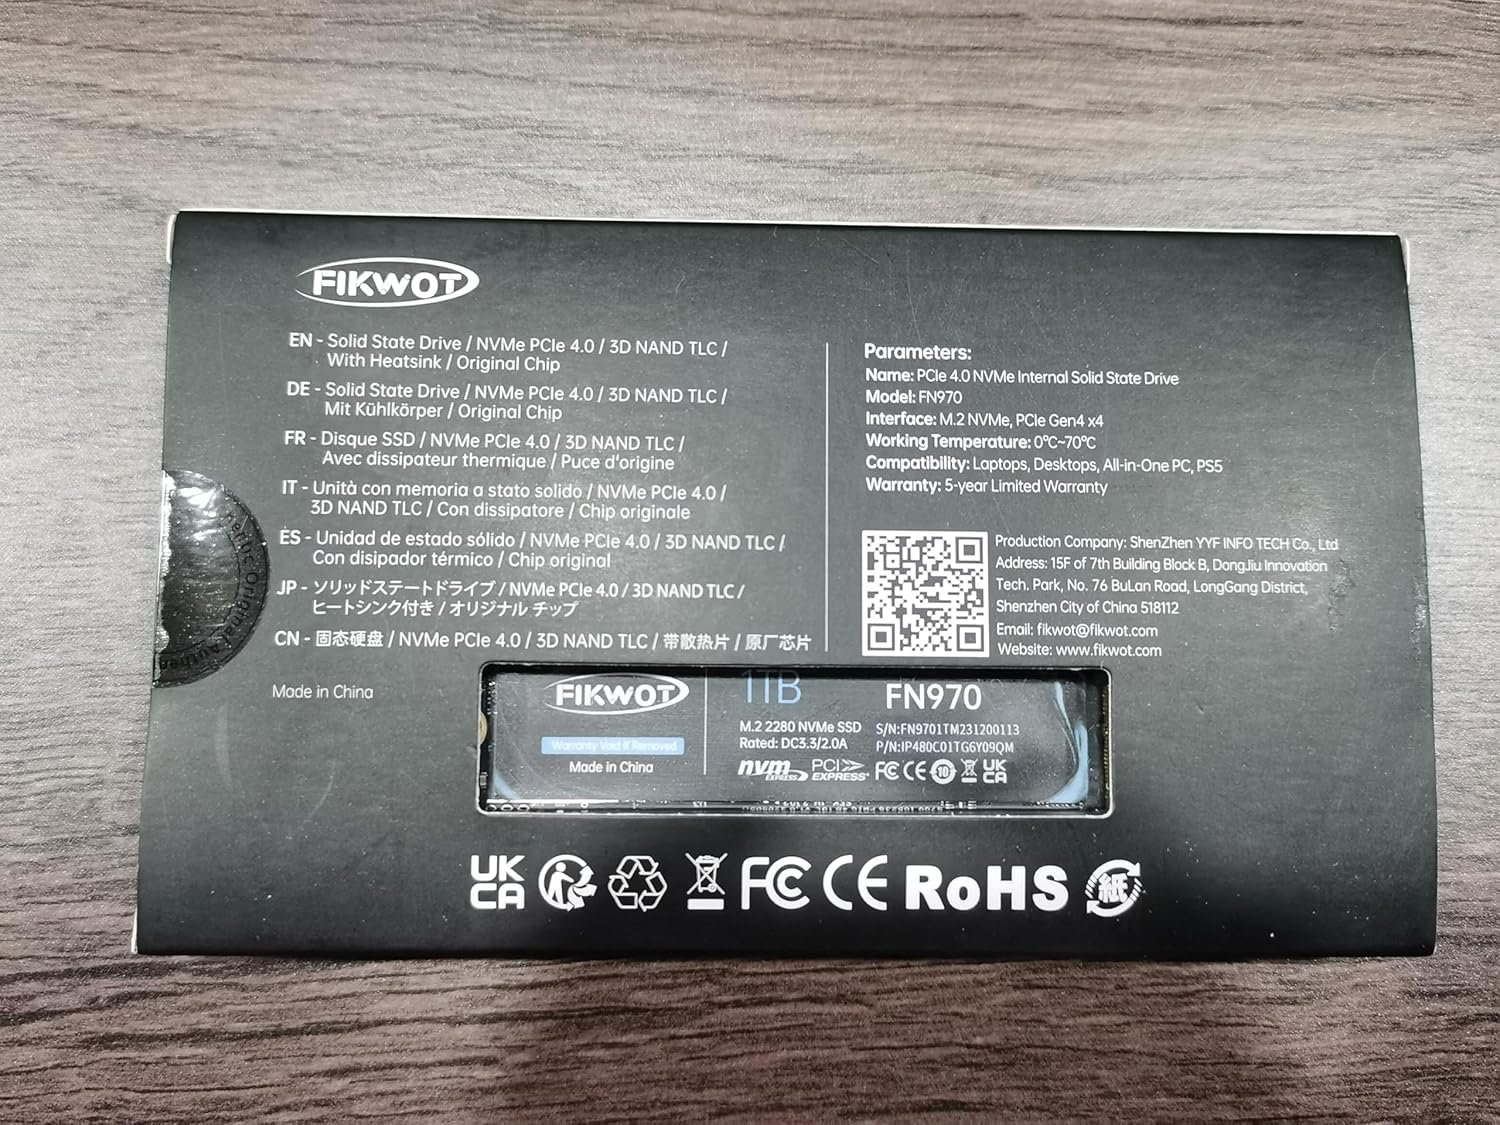 FIKWOT
EN - Solid State Drive / NVMe PCIe 4.0 / 3D NAND TLC /
With Heatsink / Original Chip
DE - Solid State Drive / NVMe PCIe 4.0 / 3D NAND TLC /
Mit Kühlkörper / Original Chip
FR - Disque SSD / NVMe PCIe 4.0 / 3D NAND TLC /
Avec dissipateur thermique / Puce d'origine
IT - Unità con memoria a stato solido / NVMe PCIe 4.0 /
3D NAND TLC / Con dissipatore / Chip originale
ES - Unidad de estado sólido / NVMe PCIe 4.0 / 3D NAND TLC /
Con disipador térmico / Chip original
JP - ソリッドステートドライブ / NVMe PCIe 4.0 / 3D NAND TLC /
ヒートシンク付き / オリジナル チップ
CN - 固态硬盘 / NVMe PCIe 4.0 / 3D NAND TLC / 带散热片 / 原厂芯片
Made in China
Parameters:
Name: PCIe 4.0 NVMe Internal Solid State Drive
Model: FN970
Interface: M.2 NVMe, PCIe Gen4 x4
Working Temperature: 0℃~70℃
Compatibility: Laptops, Desktops, All-in-One PC, PS5
Warranty: 5-year Limited Warranty
Production Company: ShenZhen YYF INFO TECH Co., Ltd
Address: 15F of 7th Building Block B, DongJiu Innovation
Tech. Park, No. 76 BuLan Road, LongGang District,
Shenzhen City of China 518112
Email: fikwot@fikwot.com
Website: www.fikwot.com
Original
FIKWOT
Warranty Void If Removed
Made in China
1TB
M.2 2280 NVMe SSD
Rated: DC3.3/2.0A
nvm EXPRESS PCI EXPRESS
FN970
S/N:FN9701TM231200113
P/N:IP480C01TG6Y09QM
FC CE 10 UK CA
UK CA FC CE RoHS 紙